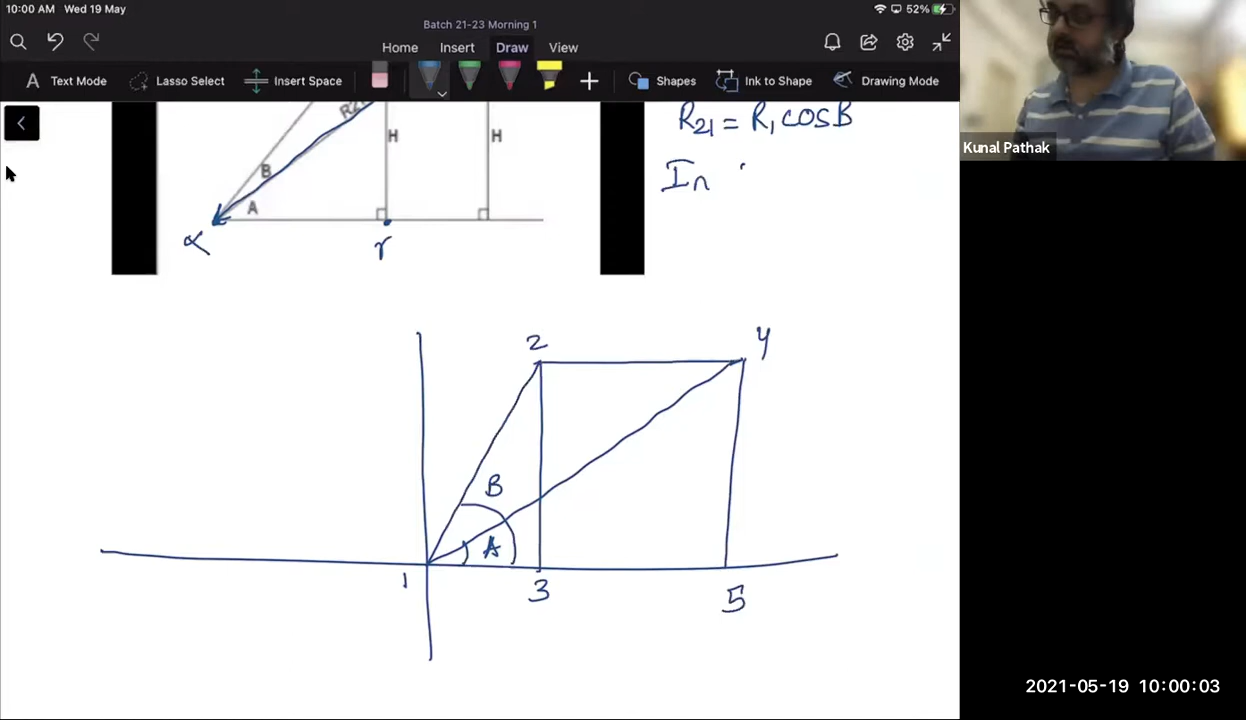 10:00 AM Wed 19 May
52%
Batch 21-23 Morning 1
Home Insert Draw View
Text Mode Lasso Select Insert Space Shapes Ink to Shape Drawing Mode
Kunal Pathak
R21 = R1 cosB
In
H H
B
A
α
r
2 4
B
A
1 3 5
2021-05-19 10:00:03